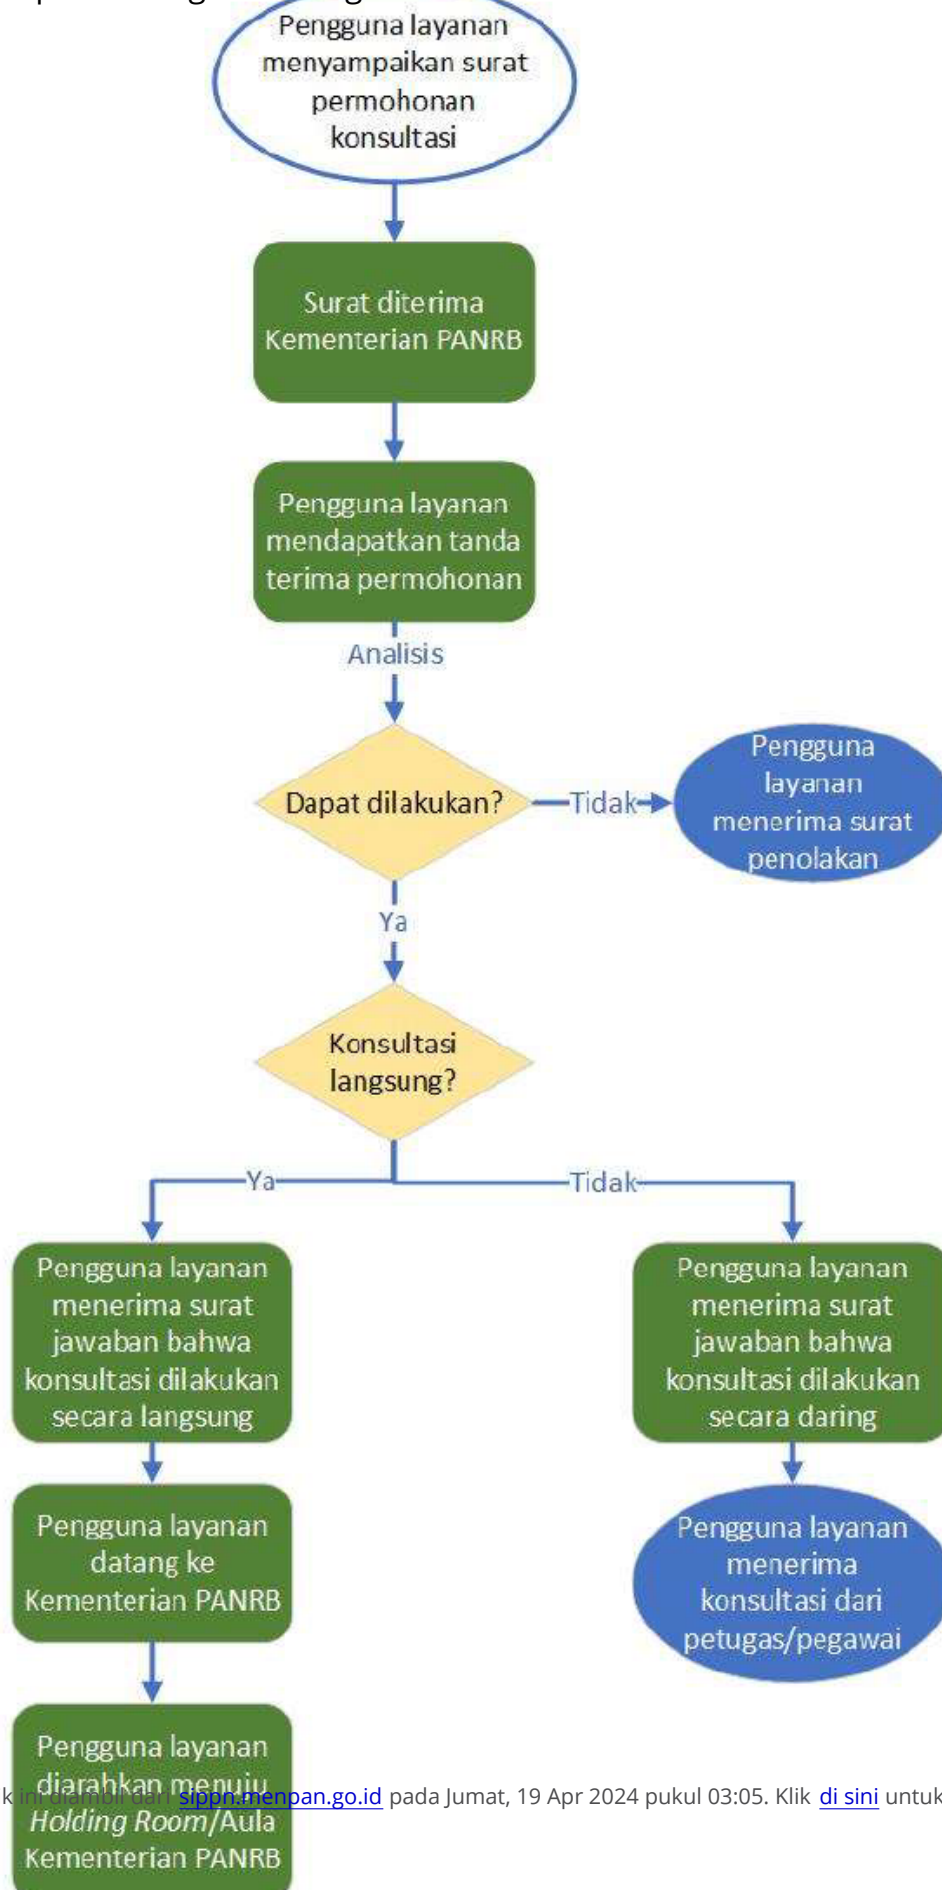 Pengguna layanan
menyampaikan surat
permohonan
konsultasi
Surat diterima
Kementerian PANRB
Pengguna layanan
mendapatkan tanda
terima permohonan
Analisis
Dapat dilakukan?
Tidak
Pengguna
layanan
menerima surat
penolakan
Ya
Konsultasi
langsung?
Ya
Tidak
Pengguna layanan
menerima surat
jawaban bahwa
konsultasi dilakukan
secara langsung
Pengguna layanan
menerima surat
jawaban bahwa
konsultasi dilakukan
secara daring
Pengguna layanan
datang ke
Kementerian PANRB
Pengguna layanan
menerima
konsultasi dari
petugas/pegawai
Pengguna layanan
diarahkan menuju
Holding Room/Aula
Kementerian PANRB
k ini diambil dari sippn.menpan.go.id pada Jumat, 19 Apr 2024 pukul 03:05. Klik di sini untuk